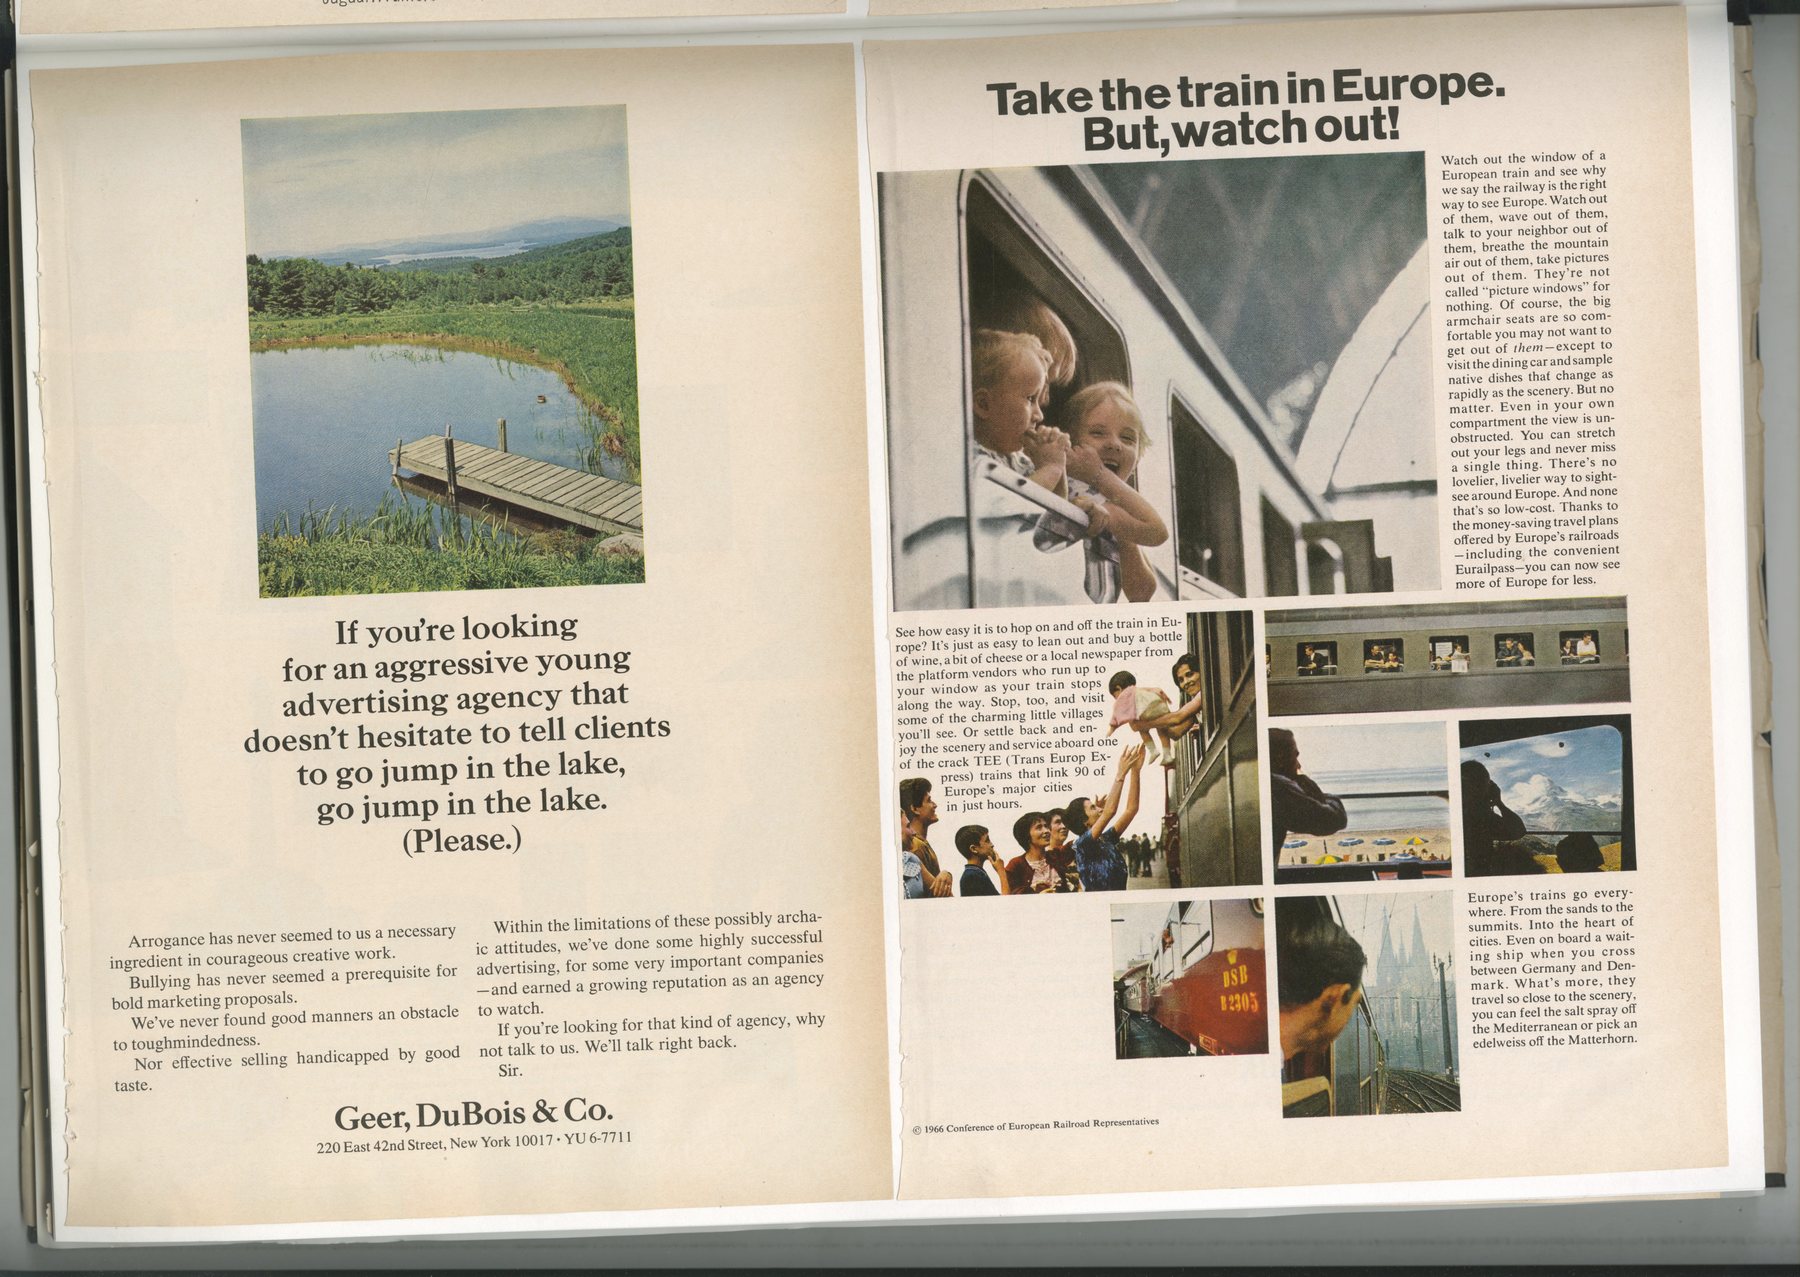 If you're looking
for an aggressive young
advertising agency that
doesn't hesitate to tell clients
to go jump in the lake,
go jump in the lake.
(Please.)
Arrogance has never seemed to us a necessary
ingredient in courageous creative work.
Bullying has never seemed a prerequisite for
bold marketing proposals.
We've never found good manners an obstacle
to toughmindedness.
Nor effective selling handicapped by good
taste.
Within the limitations of these possibly archa-
ic attitudes, we've done some highly successful
advertising, for some very important companies
—and earned a growing reputation as an agency
to watch.
If you're looking for that kind of agency, why
not talk to us. We'll talk right back.
Sir.
Geer, DuBois & Co.
220 East 42nd Street, New York 10017 • YU 6-7711
Take the train in Europe.
But, watch out!
Watch out the window of a
European train and see why
we say the railway is the right
way to see Europe. Watch out
of them, wave out of them,
talk to your neighbor out of
them, breathe the mountain
air out of them, take pictures
out of them. They're not
called "picture windows" for
nothing. Of course, the big
armchair seats are so com-
fortable you may not want to
get out of them—except to
visit the dining car and sample
native dishes that change as
rapidly as the scenery. But no
matter. Even in your own
compartment the view is un-
obstructed. You can stretch
out your legs and never miss
a single thing. There's no
lovelier, livelier way to sight-
see around Europe. And none
that's so low-cost. Thanks to
the money-saving travel plans
offered by Europe's railroads
—including the convenient
Eurailpass—you can now see
more of Europe for less.
See how easy it is to hop on and off the train in Eu-
rope? It's just as easy to lean out and buy a bottle
of wine, a bit of cheese or a local newspaper from
the platform vendors who run up to
your window as your train stops
along the way. Stop, too, and visit
some of the charming little villages
you'll see. Or settle back and en-
joy the scenery and service aboard one
of the crack TEE (Trans Europ Ex-
press) trains that link 90 of
Europe's major cities
in just hours.
DSB
B 2305
Europe's trains go every-
where. From the sands to the
summits. Into the heart of
cities. Even on board a wait-
ing ship when you cross
between Germany and Den-
mark. What's more, they
travel so close to the scenery,
you can feel the salt spray off
the Mediterranean or pick an
edelweiss off the Matterhorn.
© 1966 Conference of European Railroad Representatives